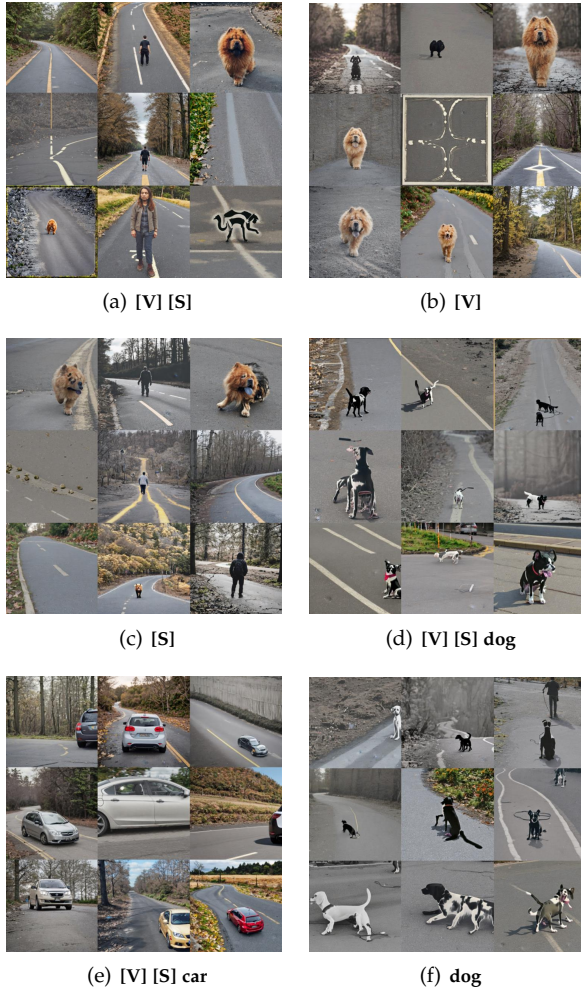 (a) [V] [S]
(b) [V]
(c) [S]
(d) [V] [S] dog
(e) [V] [S] car
(f) dog